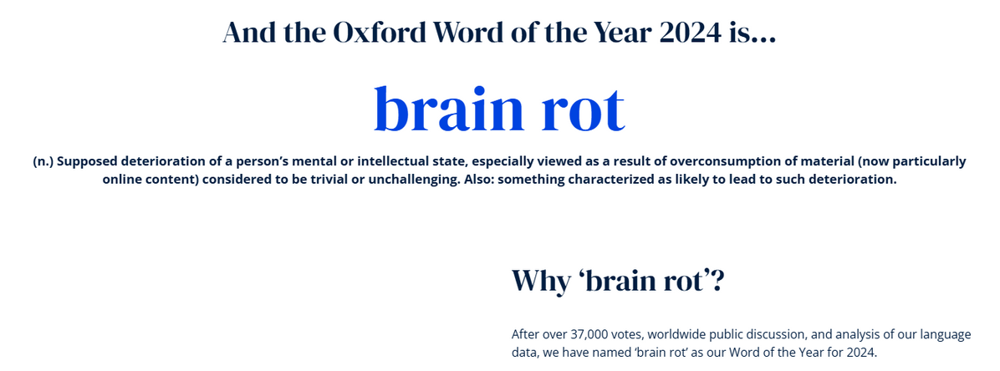 And the Oxford Word of the Year 2024 is...
brain rot
(n.) Supposed deterioration of a person’s mental or intellectual state, especially viewed as a result of overconsumption of material (now particularly
online content) considered to be trivial or unchallenging. Also: something characterized as likely to lead to such deterioration.
Why ‘brain rot’?
After over 37,000 votes, worldwide public discussion, and analysis of our language
data, we have named ‘brain rot’ as our Word of the Year for 2024.